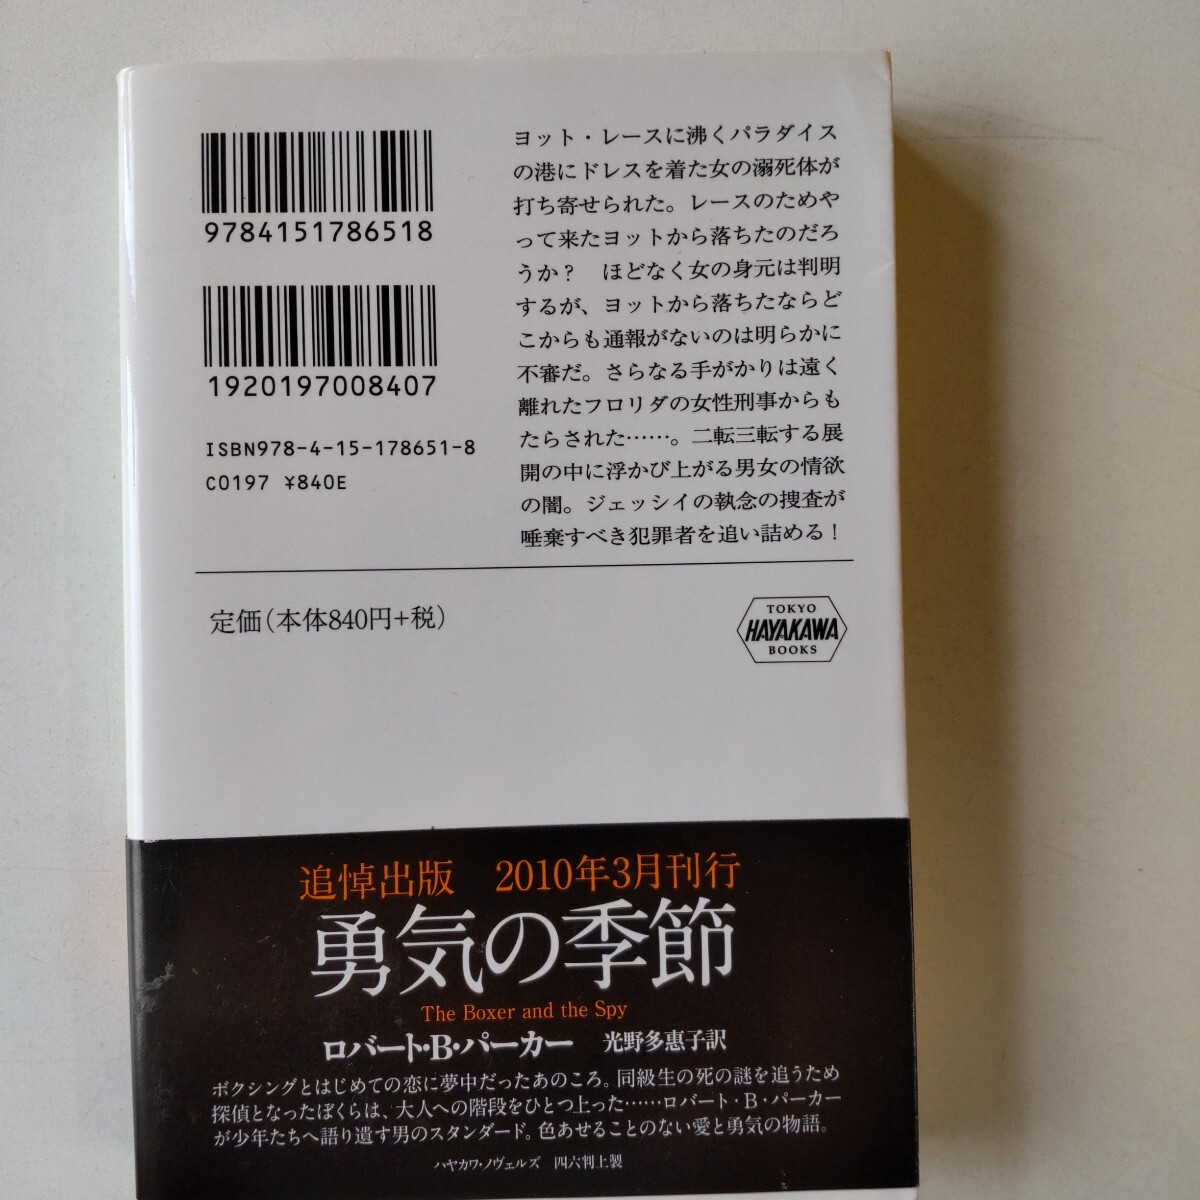 9784151786518
1920197008407
ISBN978-4-15-178651-8
C0197 ¥840E
ヨット・レースに沸くパラダイス
の港にドレスを着た女の溺死体が
打ち寄せられた。レースのためや
って来たヨットから落ちたのだろ
うか？　ほどなく女の身元は判明
するが、ヨットから落ちたならど
こからも通報がないのは明らかに
不審だ。さらなる手がかりは遠く
離れたフロリダの女性刑事からも
たらされた……。二転三転する展
開の中に浮かび上がる男女の情欲
の闇。ジェッシイの執念の捜査が
唾棄すべき犯罪者を追い詰める！
定価（本体840円+税）
TOKYO
HAYAKAWA
BOOKS
追悼出版　2010年3月刊行
勇気の季節
The Boxer and the Spy
ロバート・B・パーカー　光野多惠子訳
ボクシングとはじめての恋に夢中だったあのころ。同級生の死の謎を追うため
探偵となったぼくらは、大人への階段をひとつ上った……ロバート・B・パーカー
が少年たちへ語り遺す男のスタンダード。色あせることのない愛と勇気の物語。
ハヤカワ・ノヴェルズ　四六判上製